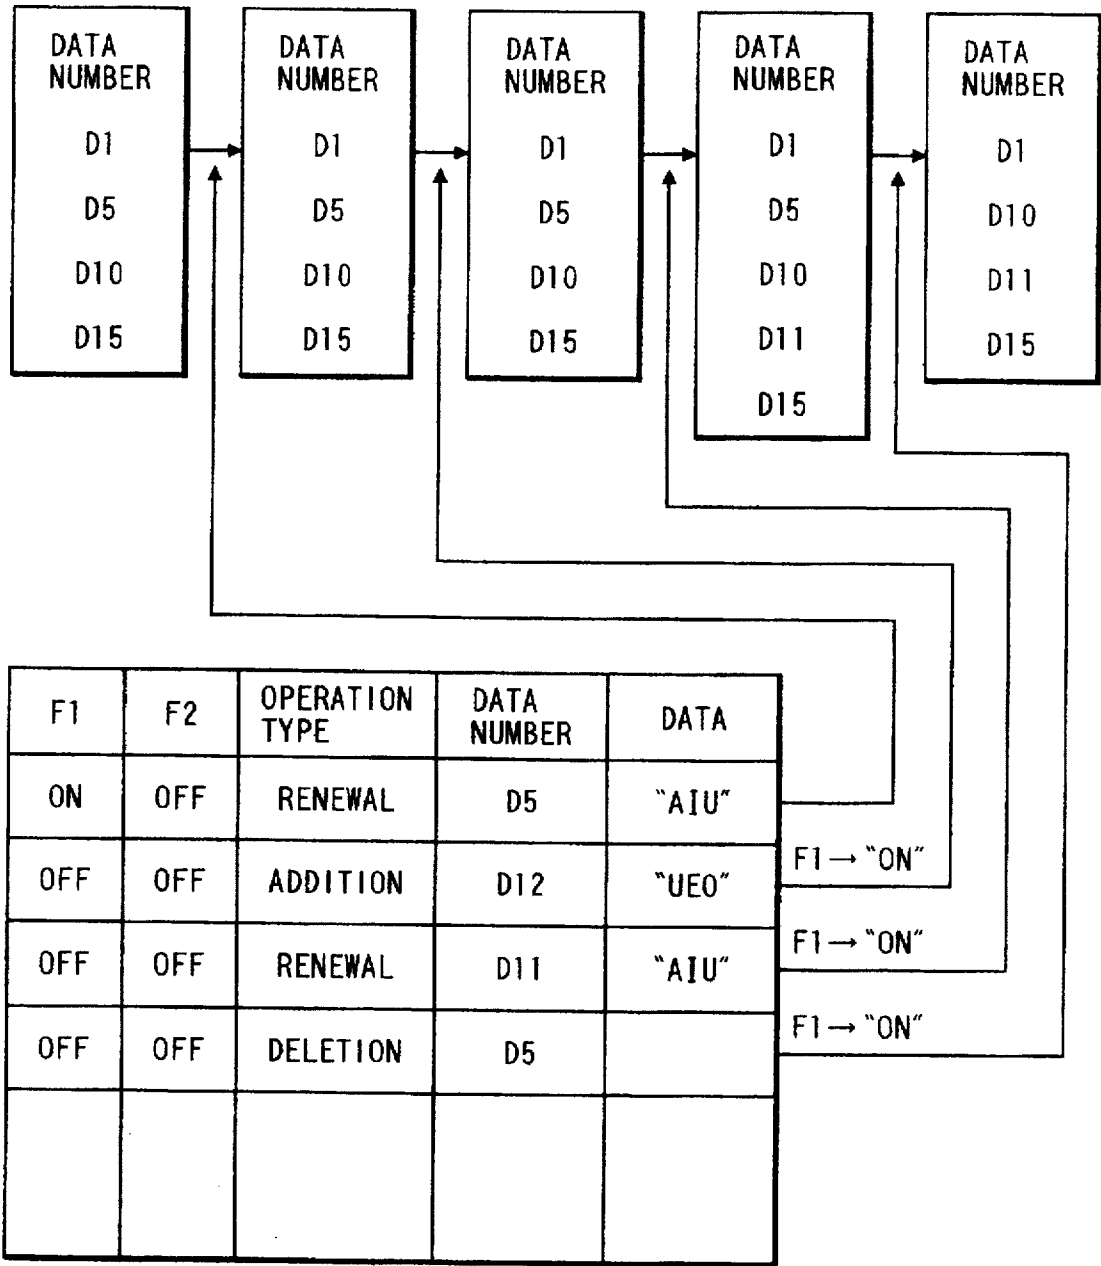 DATA
NUMBER
D1
D5
D10
D15
DATA
NUMBER
D1
D5
D10
D15
DATA
NUMBER
D1
D5
D10
D15
DATA
NUMBER
D1
D5
D10
D11
D15
DATA
NUMBER
D1
D10
D11
D15
F1 F2 OPERATION TYPE DATA NUMBER DATA
ON OFF RENEWAL D5 "AIU"
OFF OFF ADDITION D12 "UEO" F1→"ON"
OFF OFF RENEWAL D11 "AIU" F1→"ON"
OFF OFF DELETION D5 F1→"ON"